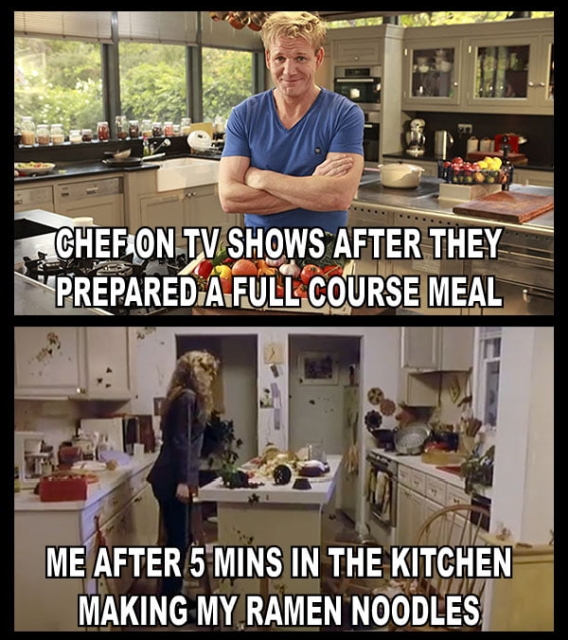 CHEF ON TV SHOWS AFTER THEY
PREPARED A FULL COURSE MEAL
ME AFTER 5 MINS IN THE KITCHEN
MAKING MY RAMEN NOODLES